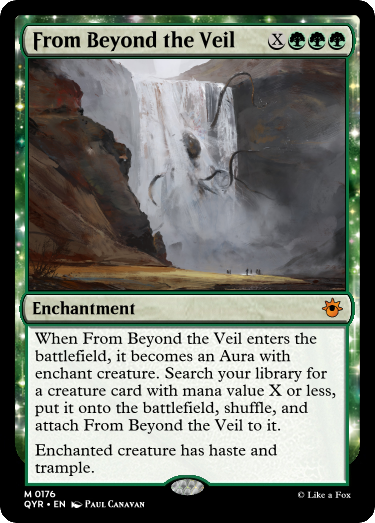 From Beyond the Veil X
Enchantment
When From Beyond the Veil enters the
battlefield, it becomes an Aura with
enchant creature. Search your library for
a creature card with mana value X or less,
put it onto the battlefield, shuffle, and
attach From Beyond the Veil to it.
Enchanted creature has haste and
trample.
M 0176
QYR • EN Paul Canavan
© Like a Fox